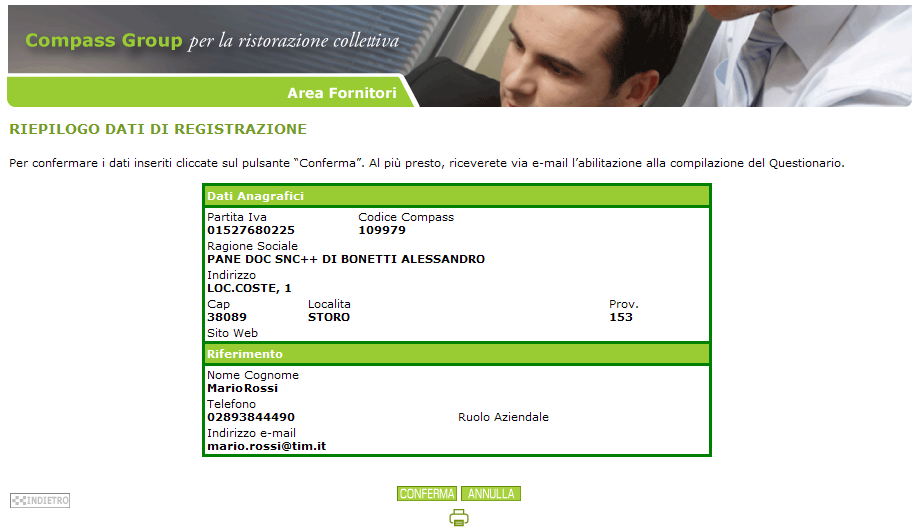 Compass Group per la ristorazione collettiva
Area Fornitori
RIEPILOGO DATI DI REGISTRAZIONE
Per confermare i dati inseriti cliccate sul pulsante “Conferma”. Al più presto, riceverete via e-mail l’abilitazione alla compilazione del Questionario.
Dati Anagrafici
Partita Iva Codice Compass
01527680225 109979
Ragione Sociale
PANE DOC SNC++ DI BONETTI ALESSANDRO
Indirizzo
LOC.COSTE, 1
Cap Localita Prov.
38089 STORO 153
Sito Web
Riferimento
Nome Cognome
MarioRossi
Telefono
02893844490 Ruolo Aziendale
Indirizzo e-mail
mario.rossi@tim.it
CONFERMA ANNULLA
INDIETRO